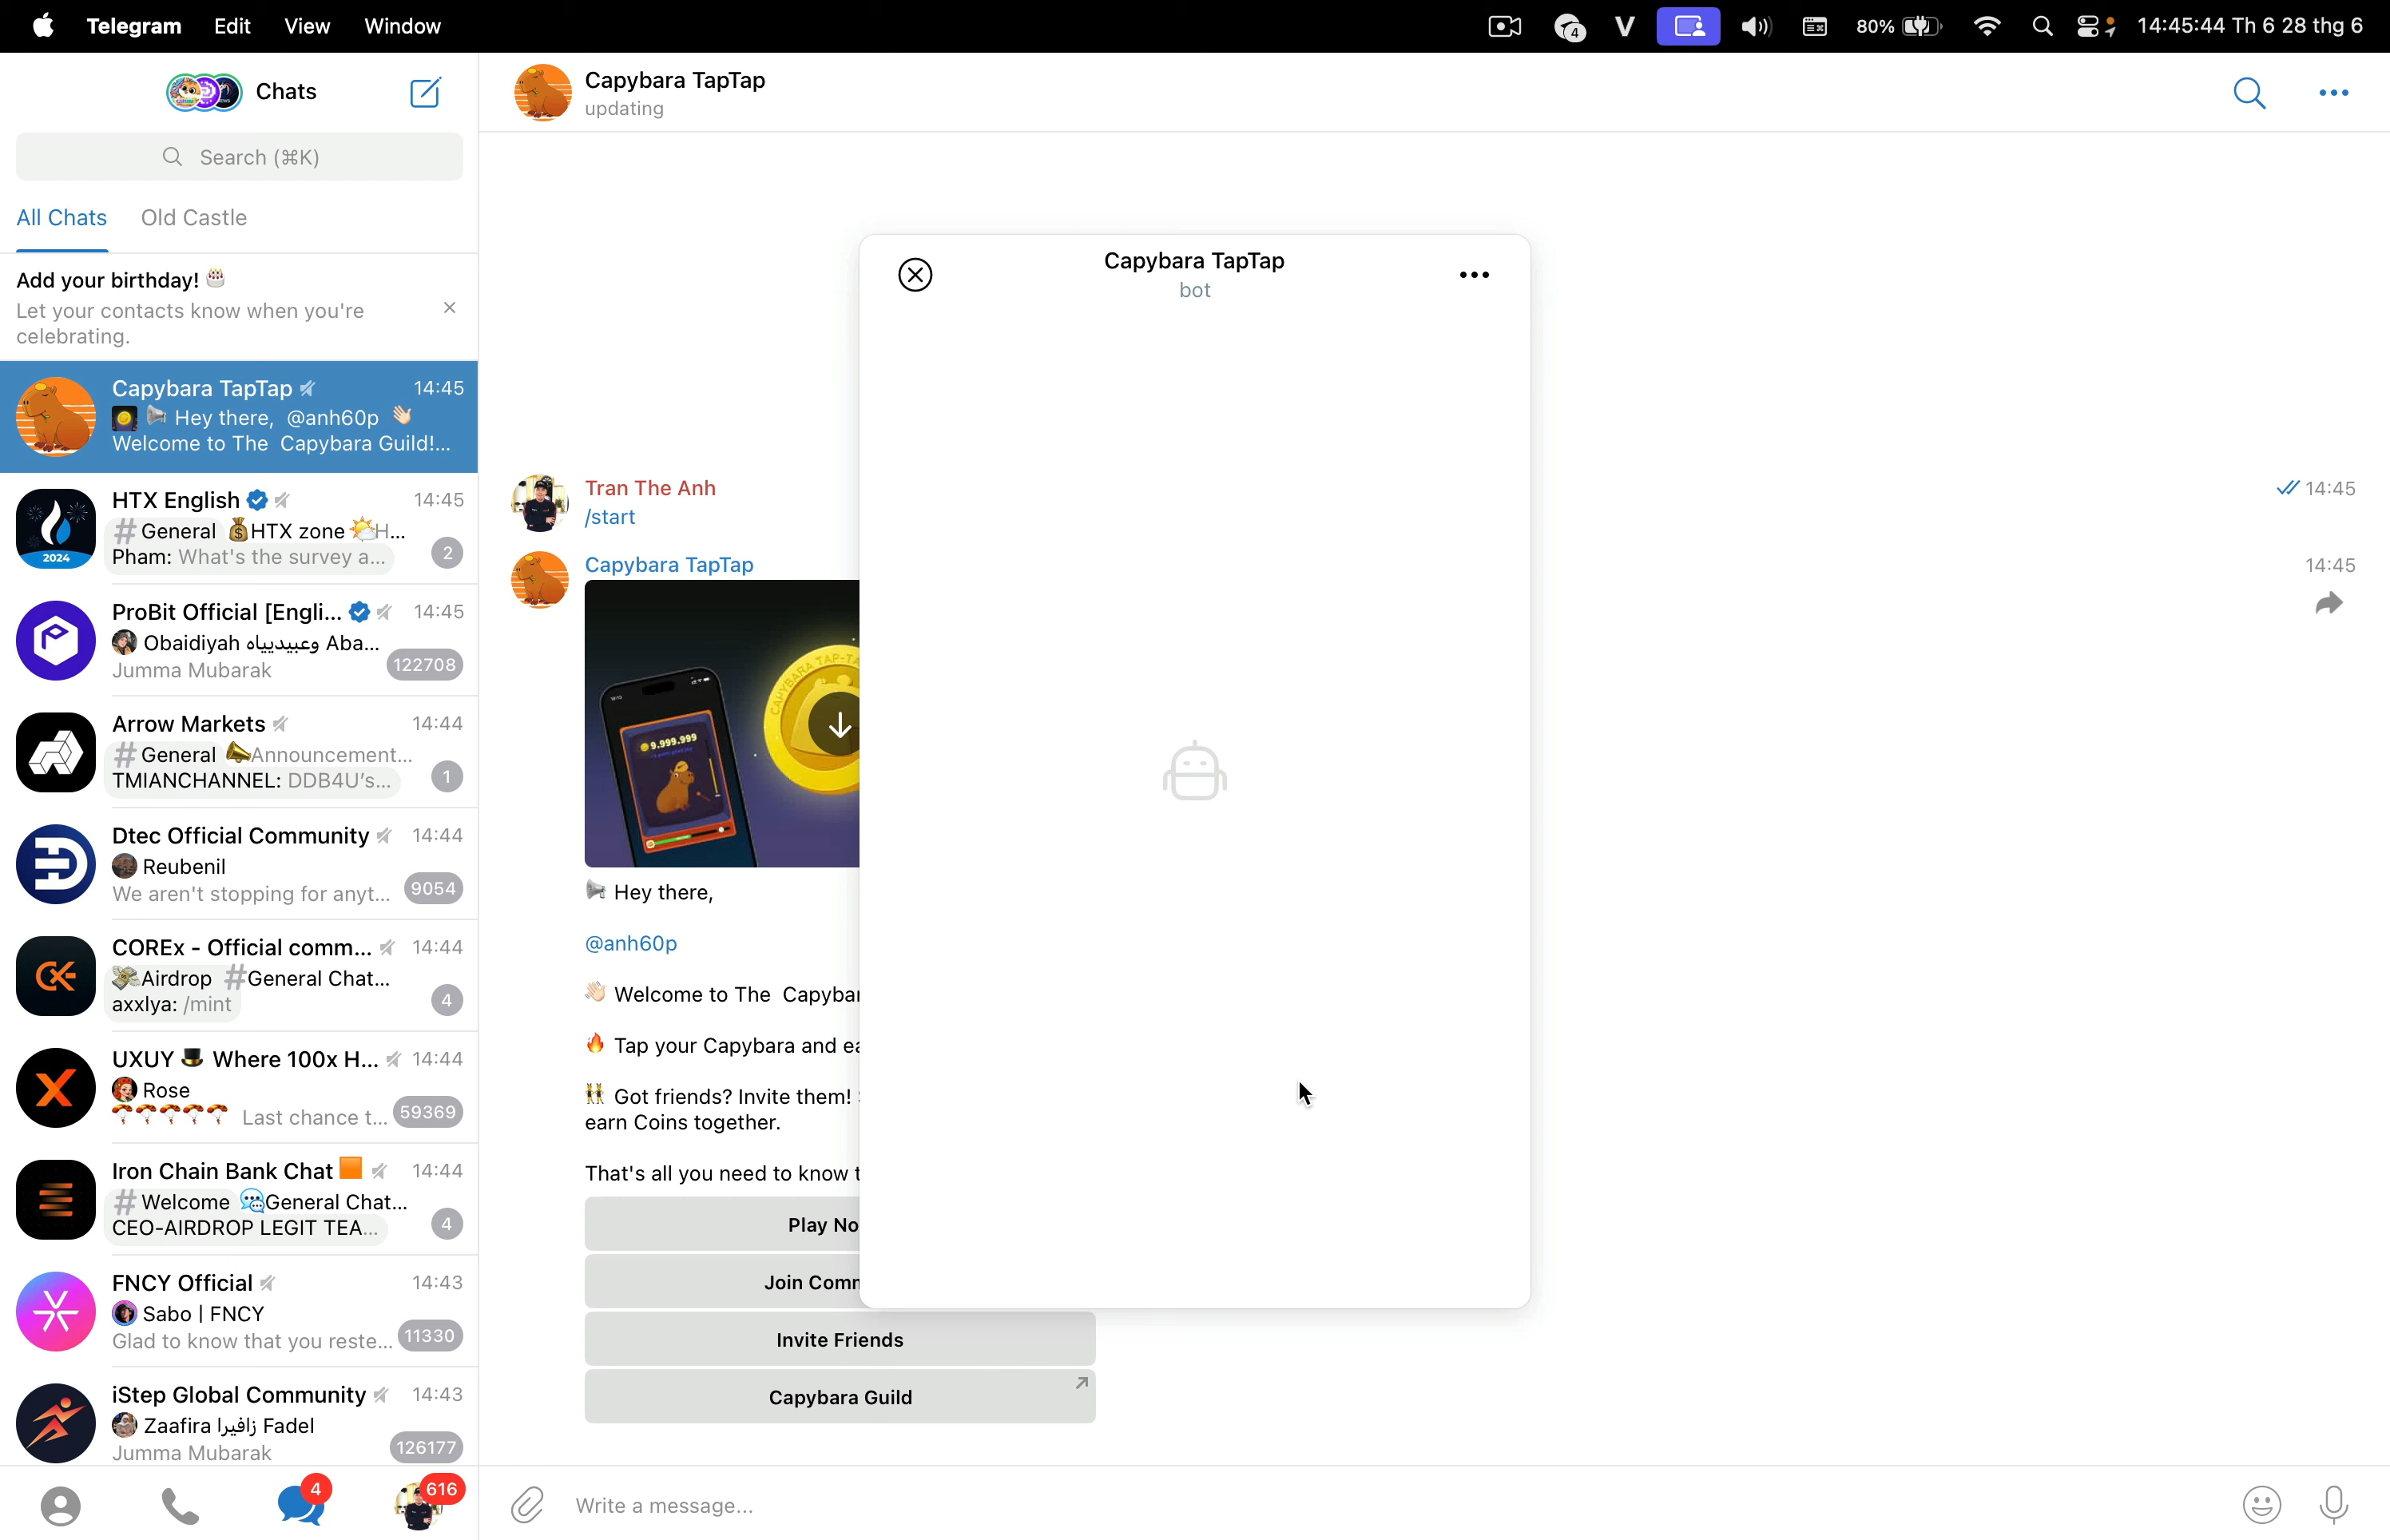 Telegram Edit View Window
4 V 80% 14:45:44 Th 6 28 thg 6
Chats
Search (⌘K)
All Chats Old Castle
Add your birthday! 🎂
Let your contacts know when you're
celebrating.
Capybara TapTap 14:45
📢 Hey there, @anh60p 👋🏻
Welcome to The Capybara Guild!...
HTX English 14:45
# General 💰HTX zone 🌤H...
Pham: What's the survey a... 2
2024
ProBit Official [Engli... 14:45
Obaidiyah وعبيديياه Aba...
Jumma Mubarak 122708
Arrow Markets 14:44
# General 📣Announcement...
TMIANCHANNEL: DDB4U's... 1
Dtec Official Community 14:44
Reubenil
We aren't stopping for anyt... 9054
COREx - Official comm... 14:44
💸Airdrop #General Chat...
axxlya: /mint 4
UXUY 🎩 Where 100x H... 14:44
Rose
🪂🪂🪂🪂🪂 Last chance t... 59369
Iron Chain Bank Chat 🟧 14:44
# Welcome 💬General Chat...
CEO-AIRDROP LEGIT TEA... 4
FNCY Official 14:43
Sabo | FNCY
Glad to know that you reste... 11330
iStep Global Community 14:43
Zaafira زافيرا Fadel
Jumma Mubarak 126177
4 616
Capybara TapTap
updating
Tran The Anh 14:45
/start
Capybara TapTap 14:45
CAPYBARA TAP-TA
9.999.999
📢 Hey there,
@anh60p
👋🏻 Welcome to The Capybar
🔥 Tap your Capybara and ea
👯 Got friends? Invite them!
earn Coins together.
That's all you need to know t
Play No
Join Comm
Invite Friends
Capybara Guild
Capybara TapTap
bot
Write a message...